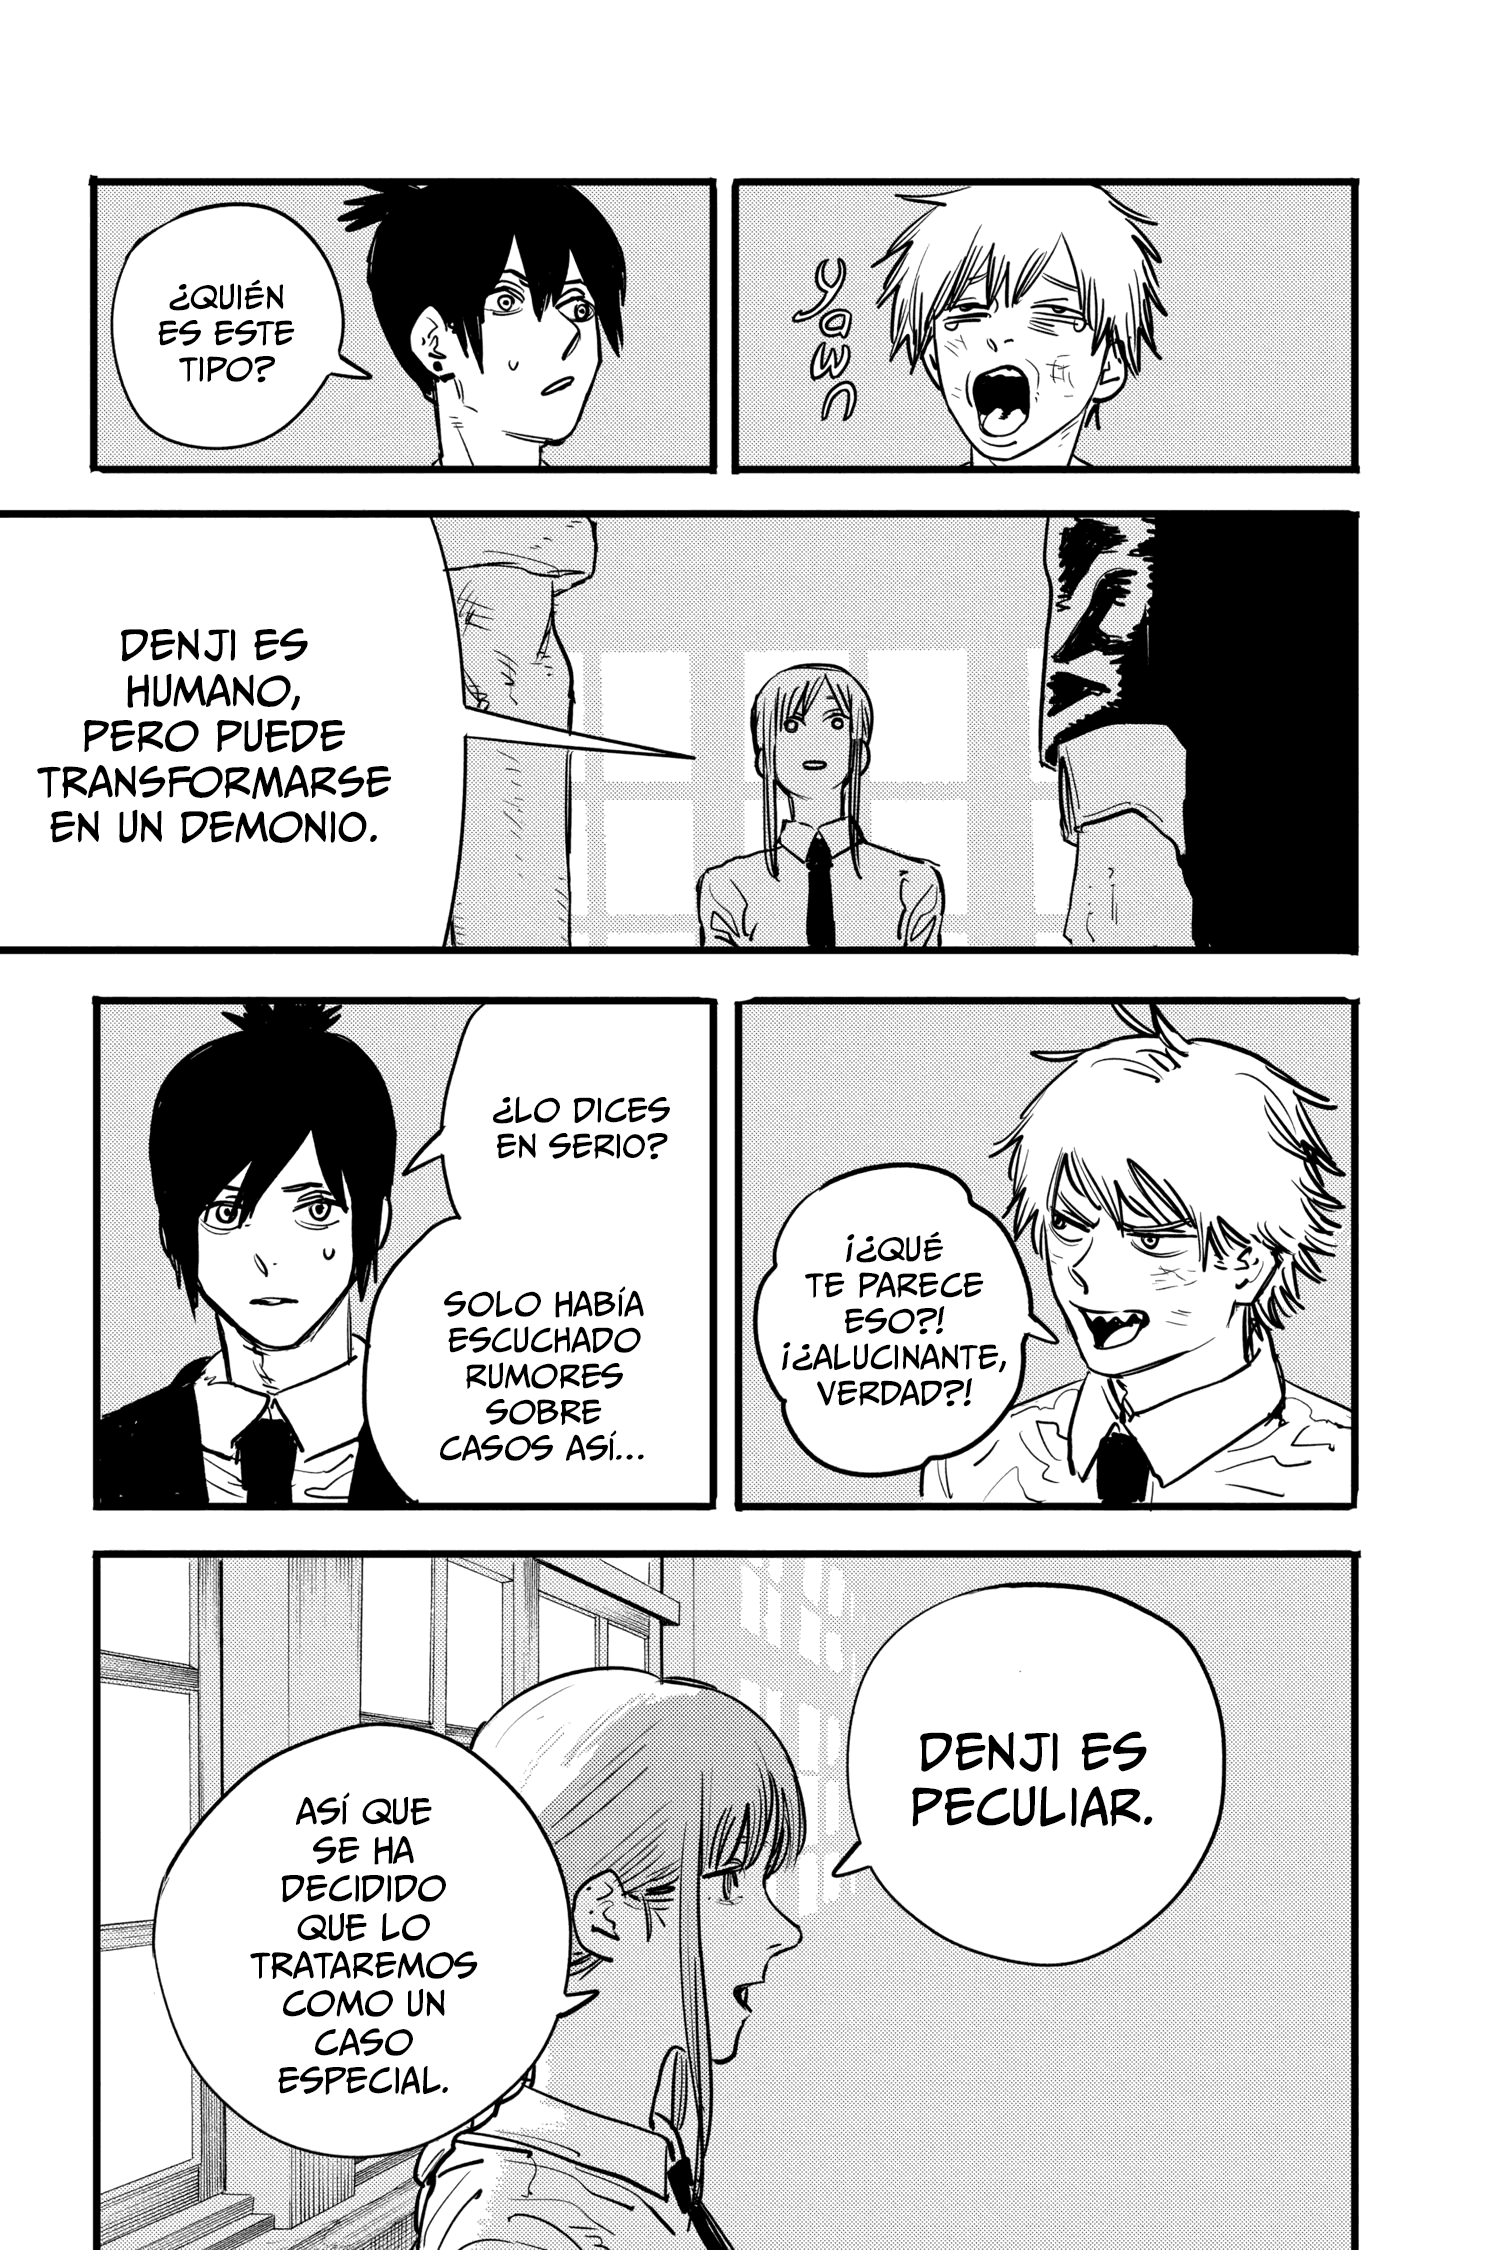 yawn
¿QUIÉN
ES ESTE
TIPO?
DENJI ES
HUMANO,
PERO PUEDE
TRANSFORMARSE
EN UN DEMONIO.
¡¿QUÉ
TE PARECE
ESO?!
¡¿ALUCINANTE,
VERDAD?!
¿LO DICES
EN SERIO?
SOLO HABÍA
ESCUCHADO
RUMORES
SOBRE
CASOS ASÍ...
DENJI ES
PECULIAR.
ASÍ QUE
SE HA
DECIDIDO
QUE LO
TRATAREMOS
COMO UN
CASO
ESPECIAL.